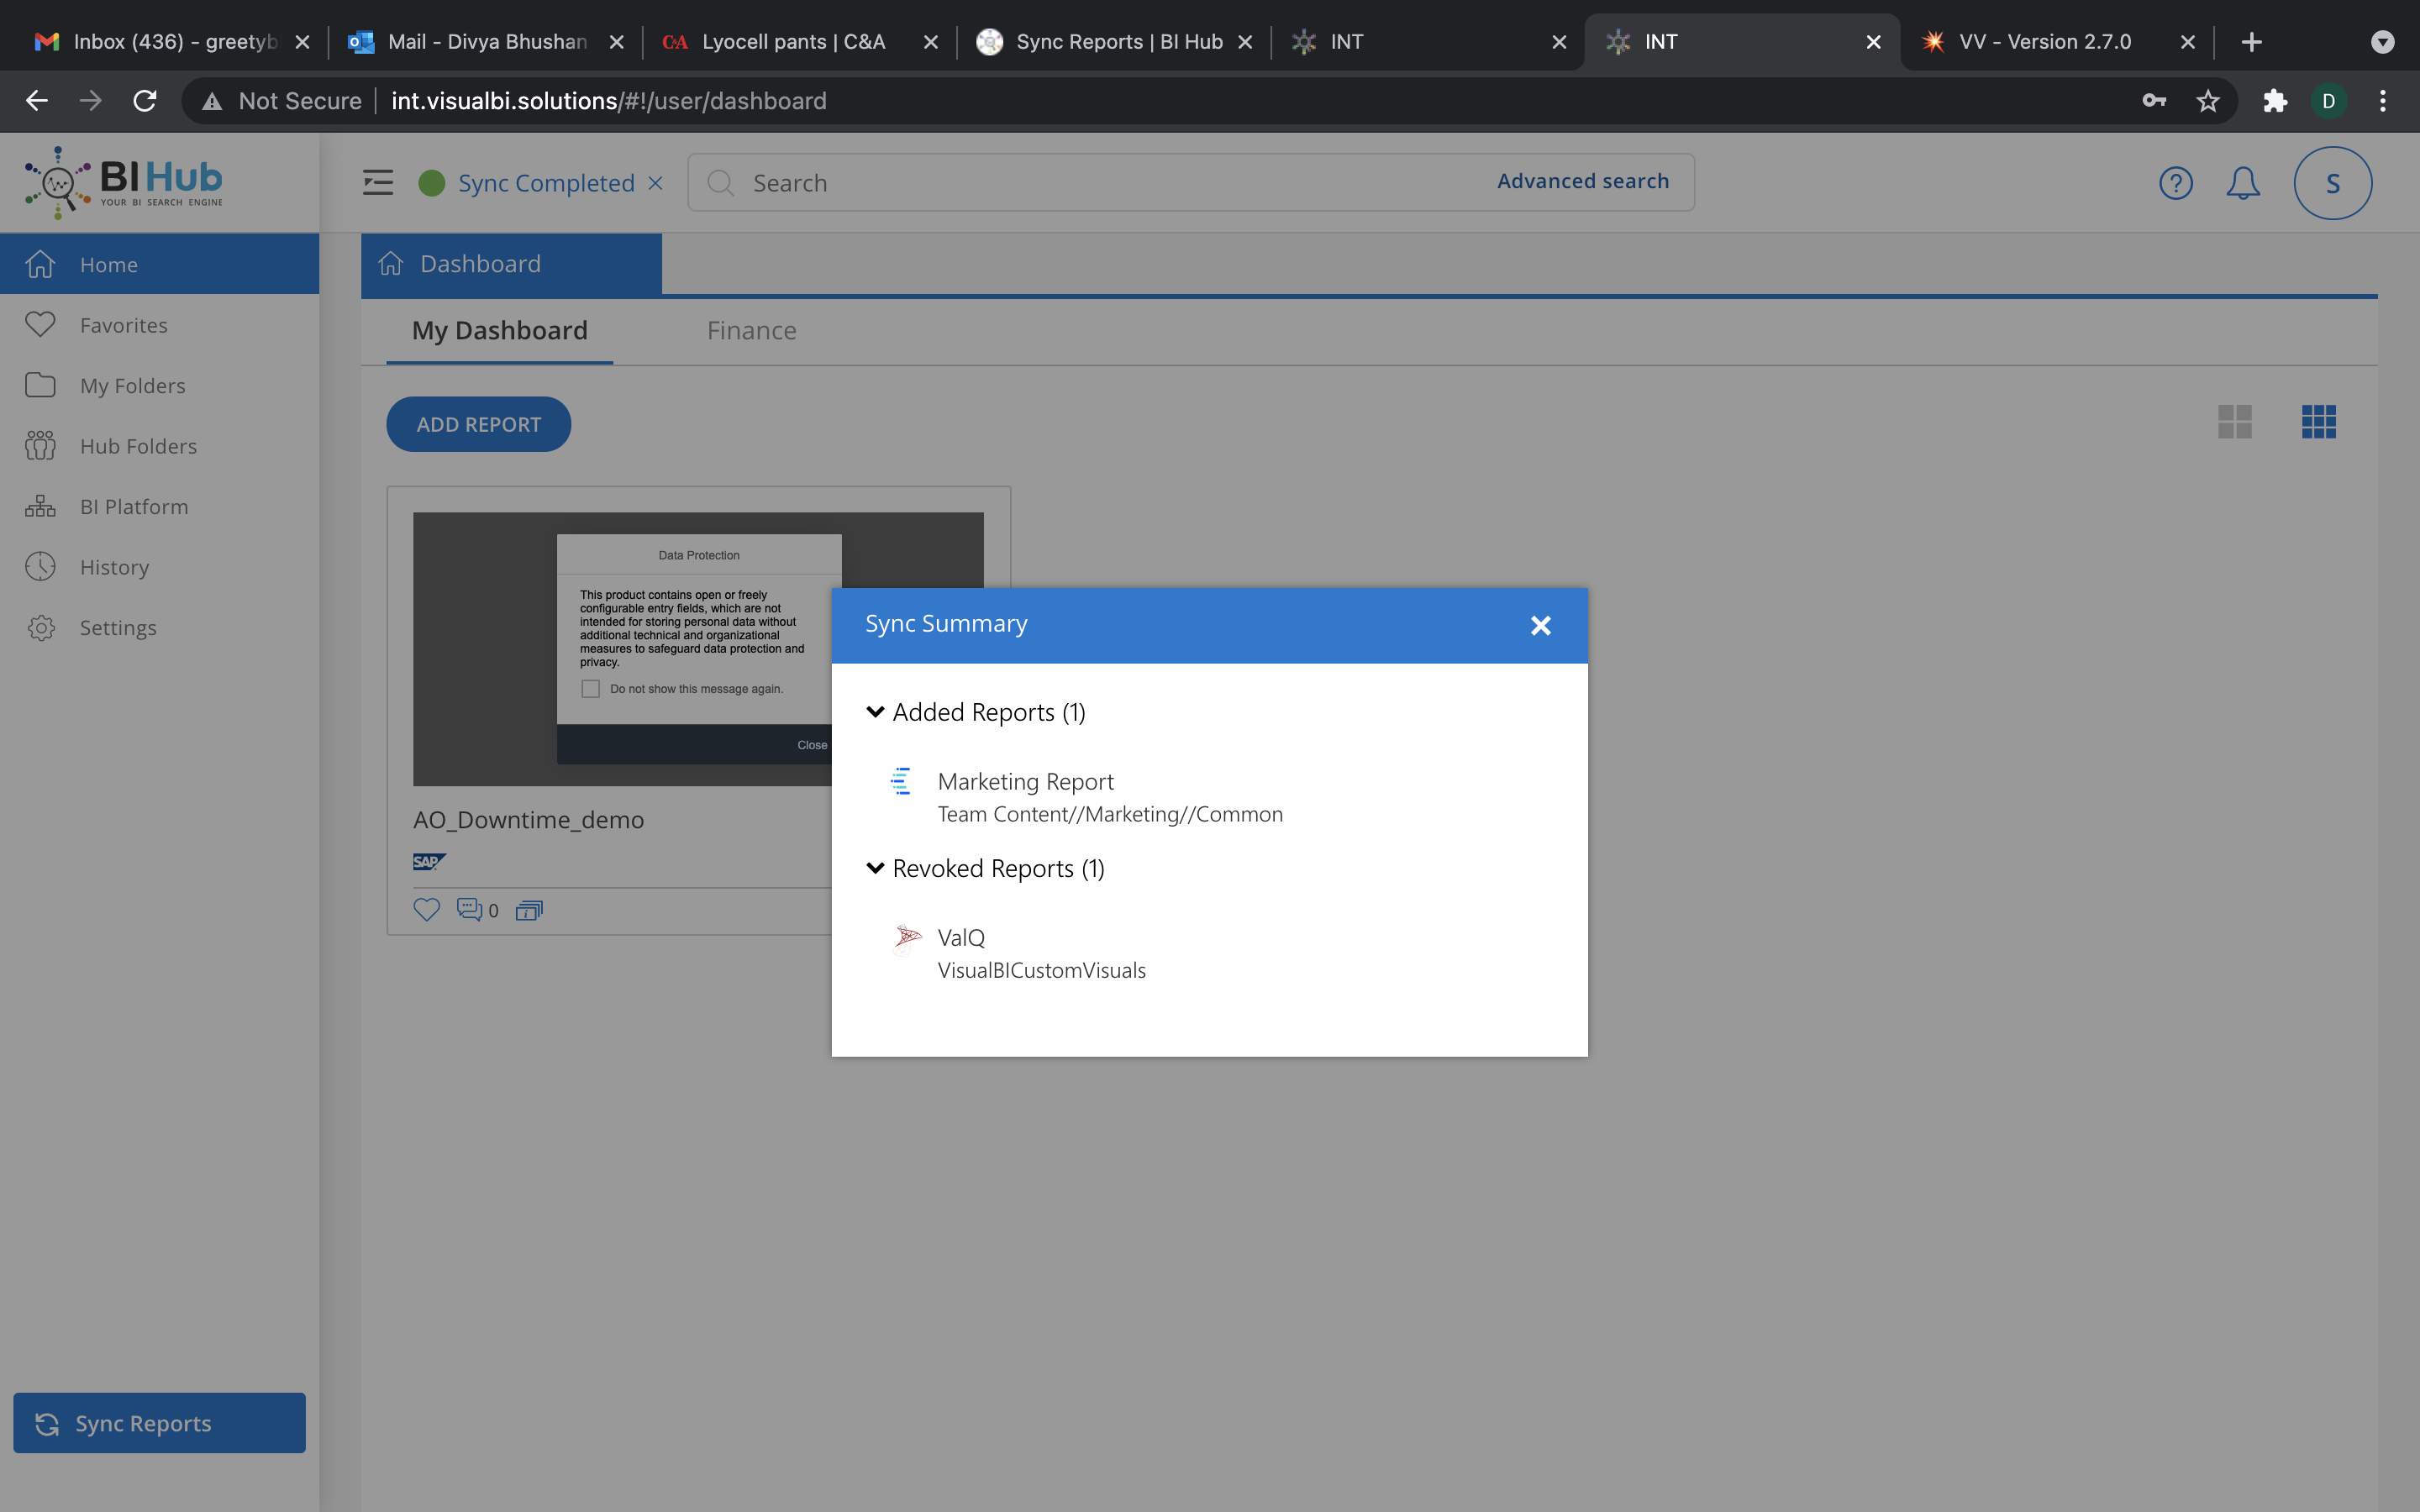 Inbox (436) - greetyb
Mail - Divya Bhushan
C&A Lyocell pants | C&A
Sync Reports | BI Hub
INT
INT
VV - Version 2.7.0
Not Secure
int.visualbi.solutions/#!/user/dashboard
D
BI Hub
YOUR BI SEARCH ENGINE
Sync Completed
Search
Advanced search
?
S
Home
Favorites
My Folders
Hub Folders
BI Platform
History
Settings
Sync Reports
Dashboard
My Dashboard
Finance
ADD REPORT
Data Protection
This product contains open or freely
configurable entry fields, which are not
intended for storing personal data without
additional technical and organizational
measures to safeguard data protection and
privacy.
Do not show this message again.
Close
AO_Downtime_demo
SAP
0
Sync Summary
Added Reports (1)
Marketing Report
Team Content//Marketing//Common
Revoked Reports (1)
ValQ
VisualBICustomVisuals